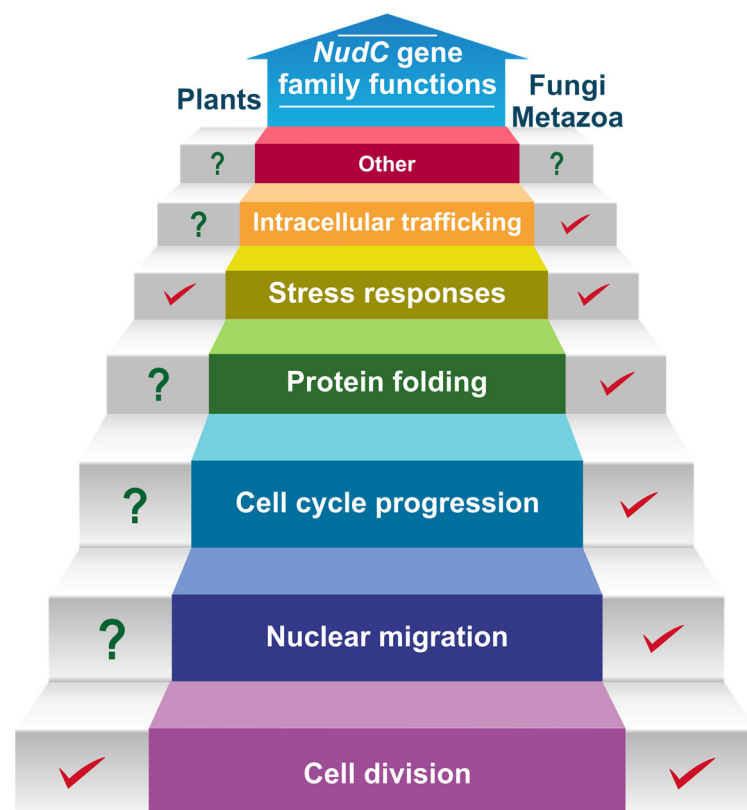 NudC gene
family functions
Plants
Fungi
Metazoa
? Other ?
? Intracellular trafficking
Stress responses
Protein folding
?
Cell cycle progression
?
Nuclear migration
?
Cell division